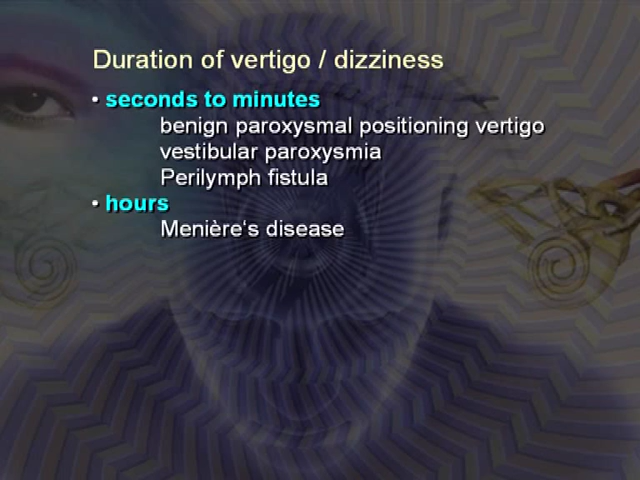 Duration of vertigo / dizziness
• seconds to minutes
benign paroxysmal positioning vertigo
vestibular paroxysmia
Perilymph fistula
• hours
Menière‘s disease